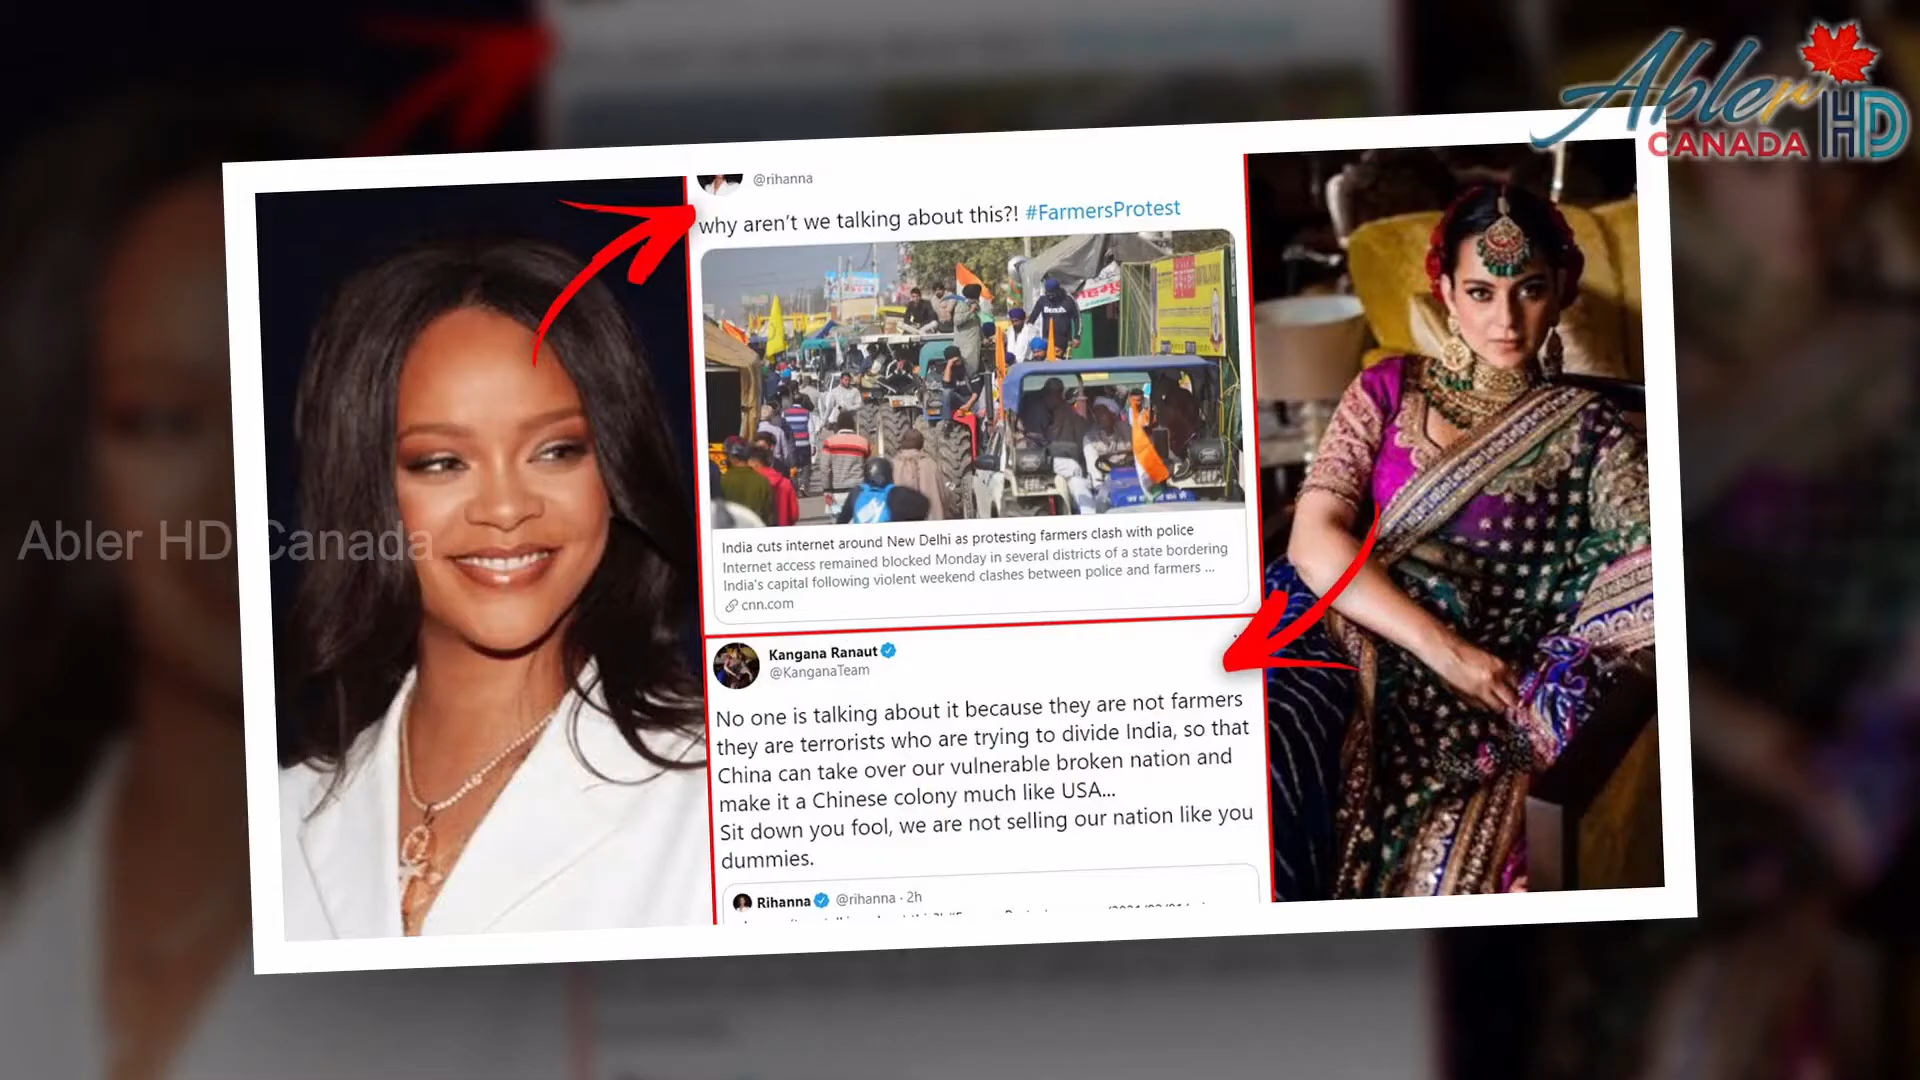 Abler
CANADA HD
@rihanna
why aren't we talking about this?! #FarmersProtest
India cuts internet around New Delhi as protesting farmers clash with police
Internet access remained blocked Monday in several districts of a state bordering
India's capital following violent weekend clashes between police and farmers ...
cnn.com
Abler HD Canada
Kangana Ranaut
@KanganaTeam
No one is talking about it because they are not farmers
they are terrorists who are trying to divide India, so that
China can take over our vulnerable broken nation and
make it a Chinese colony much like USA...
Sit down you fool, we are not selling our nation like you
dummies.
Rihanna @rihanna · 2h